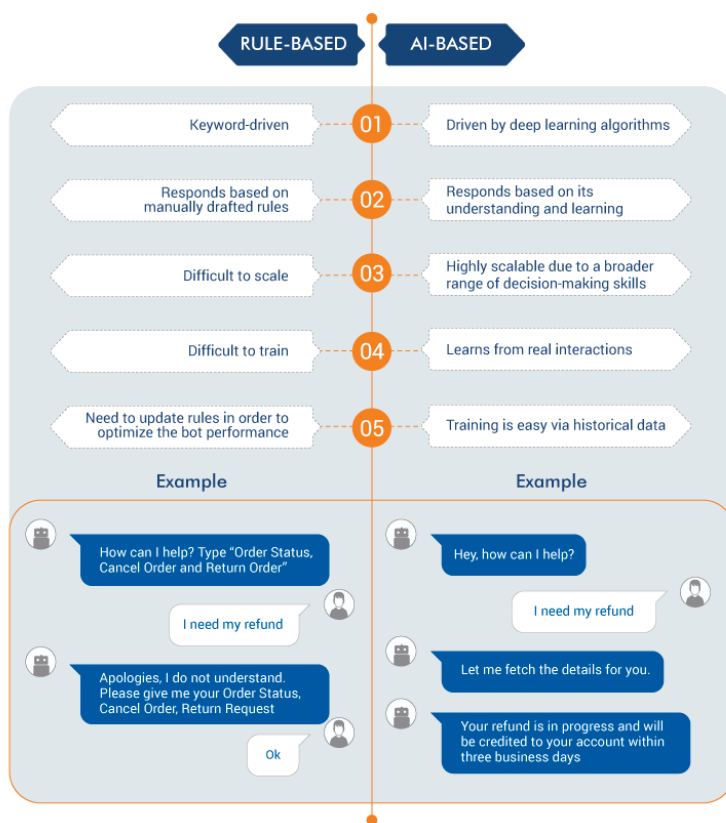 RULE-BASED
AI-BASED
Keyword-driven
01
Driven by deep learning algorithms
Responds based on
manually drafted rules
02
Responds based on its
understanding and learning
Difficult to scale
03
Highly scalable due to a broader
range of decision-making skills
Difficult to train
04
Learns from real interactions
Need to update rules in order to
optimize the bot performance
05
Training is easy via historical data
Example
How can I help? Type “Order Status,
Cancel Order and Return Order”
I need my refund
Apologies, I do not understand.
Please give me your Order Status,
Cancel Order, Return Request
Ok
Example
Hey, how can I help?
I need my refund
Let me fetch the details for you.
Your refund is in progress and will
be credited to your account within
three business days